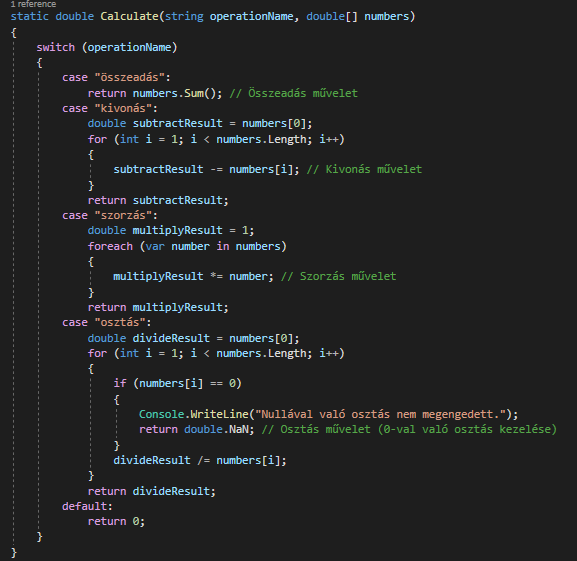 1 reference
static double Calculate(string operationName, double[] numbers)
{
switch (operationName)
{
case "összeadás":
return numbers.Sum(); // Összeadás művelet
case "kivonás":
double subtractResult = numbers[0];
for (int i = 1; i < numbers.Length; i++)
{
subtractResult -= numbers[i]; // Kivonás művelet
}
return subtractResult;
case "szorzás":
double multiplyResult = 1;
foreach (var number in numbers)
{
multiplyResult *= number; // Szorzás művelet
}
return multiplyResult;
case "osztás":
double divideResult = numbers[0];
for (int i = 1; i < numbers.Length; i++)
{
if (numbers[i] == 0)
{
Console.WriteLine("Nullával való osztás nem megengedett.");
return double.NaN; // Osztás művelet (0-val való osztás kezelése)
}
divideResult /= numbers[i];
}
return divideResult;
default:
return 0;
}
}